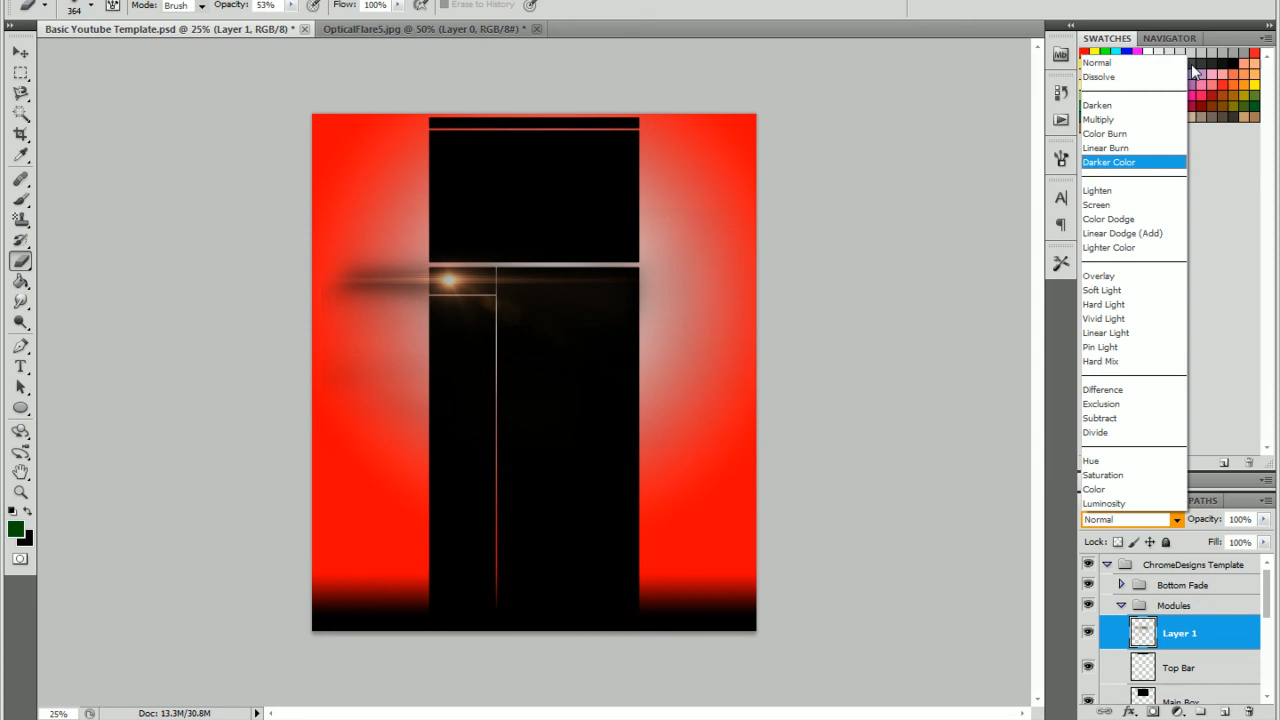 364 Mode: Brush Opacity: 53% Flow: 100% Erase to History
Basic Youtube Template.psd @ 25% (Layer 1, RGB/8) * OpticalFlare5.jpg @ 50% (Layer 0, RGB/8#) *
SWATCHES NAVIGATOR
Mb
Normal
Dissolve
Darken
Multiply
Color Burn
Linear Burn
Darker Color
Lighten
Screen
Color Dodge
Linear Dodge (Add)
Lighter Color
Overlay
Soft Light
Hard Light
Vivid Light
Linear Light
Pin Light
Hard Mix
Difference
Exclusion
Subtract
Divide
Hue
Saturation
Color
Luminosity
PATHS
Normal Opacity: 100%
Lock: Fill: 100%
ChromeDesigns Template
Bottom Fade
Modules
Layer 1
Top Bar
Main Box
25% Doc: 13.3M/30.8M